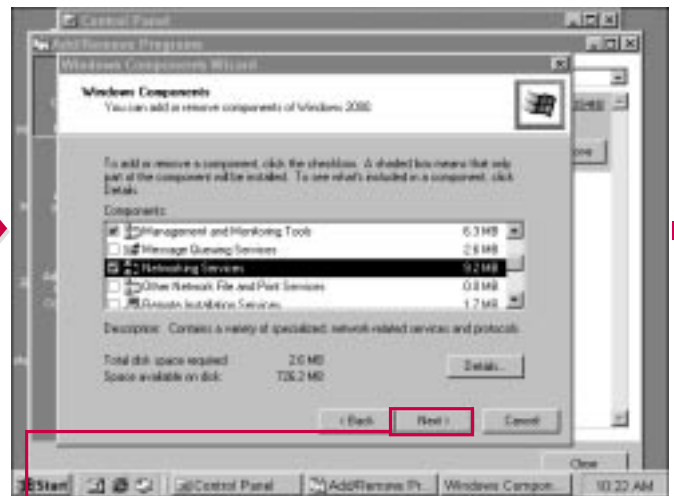 Control Panel
Add/Remove Programs
Windows Components Wizard
Windows Components
You can add or remove components of Windows 2000.
To add or remove a component, click the checkbox. A shaded box means that only
part of the component will be installed. To see what's included in a component, click
Details.
Components:
Management and Monitoring Tools 6.3 MB
Message Queuing Services 2.6 MB
Networking Services 9.2 MB
Other Network File and Print Services 0.0 MB
Remote Installation Services 1.7 MB
Description: Contains a variety of specialized, network-related services and protocols.
Total disk space required: 2.0 MB
Space available on disk: 726.2 MB
Details...
< Back
Next >
Cancel
Close
Start
Control Panel
Add/Remove Pr...
Windows Compon...
10:22 AM